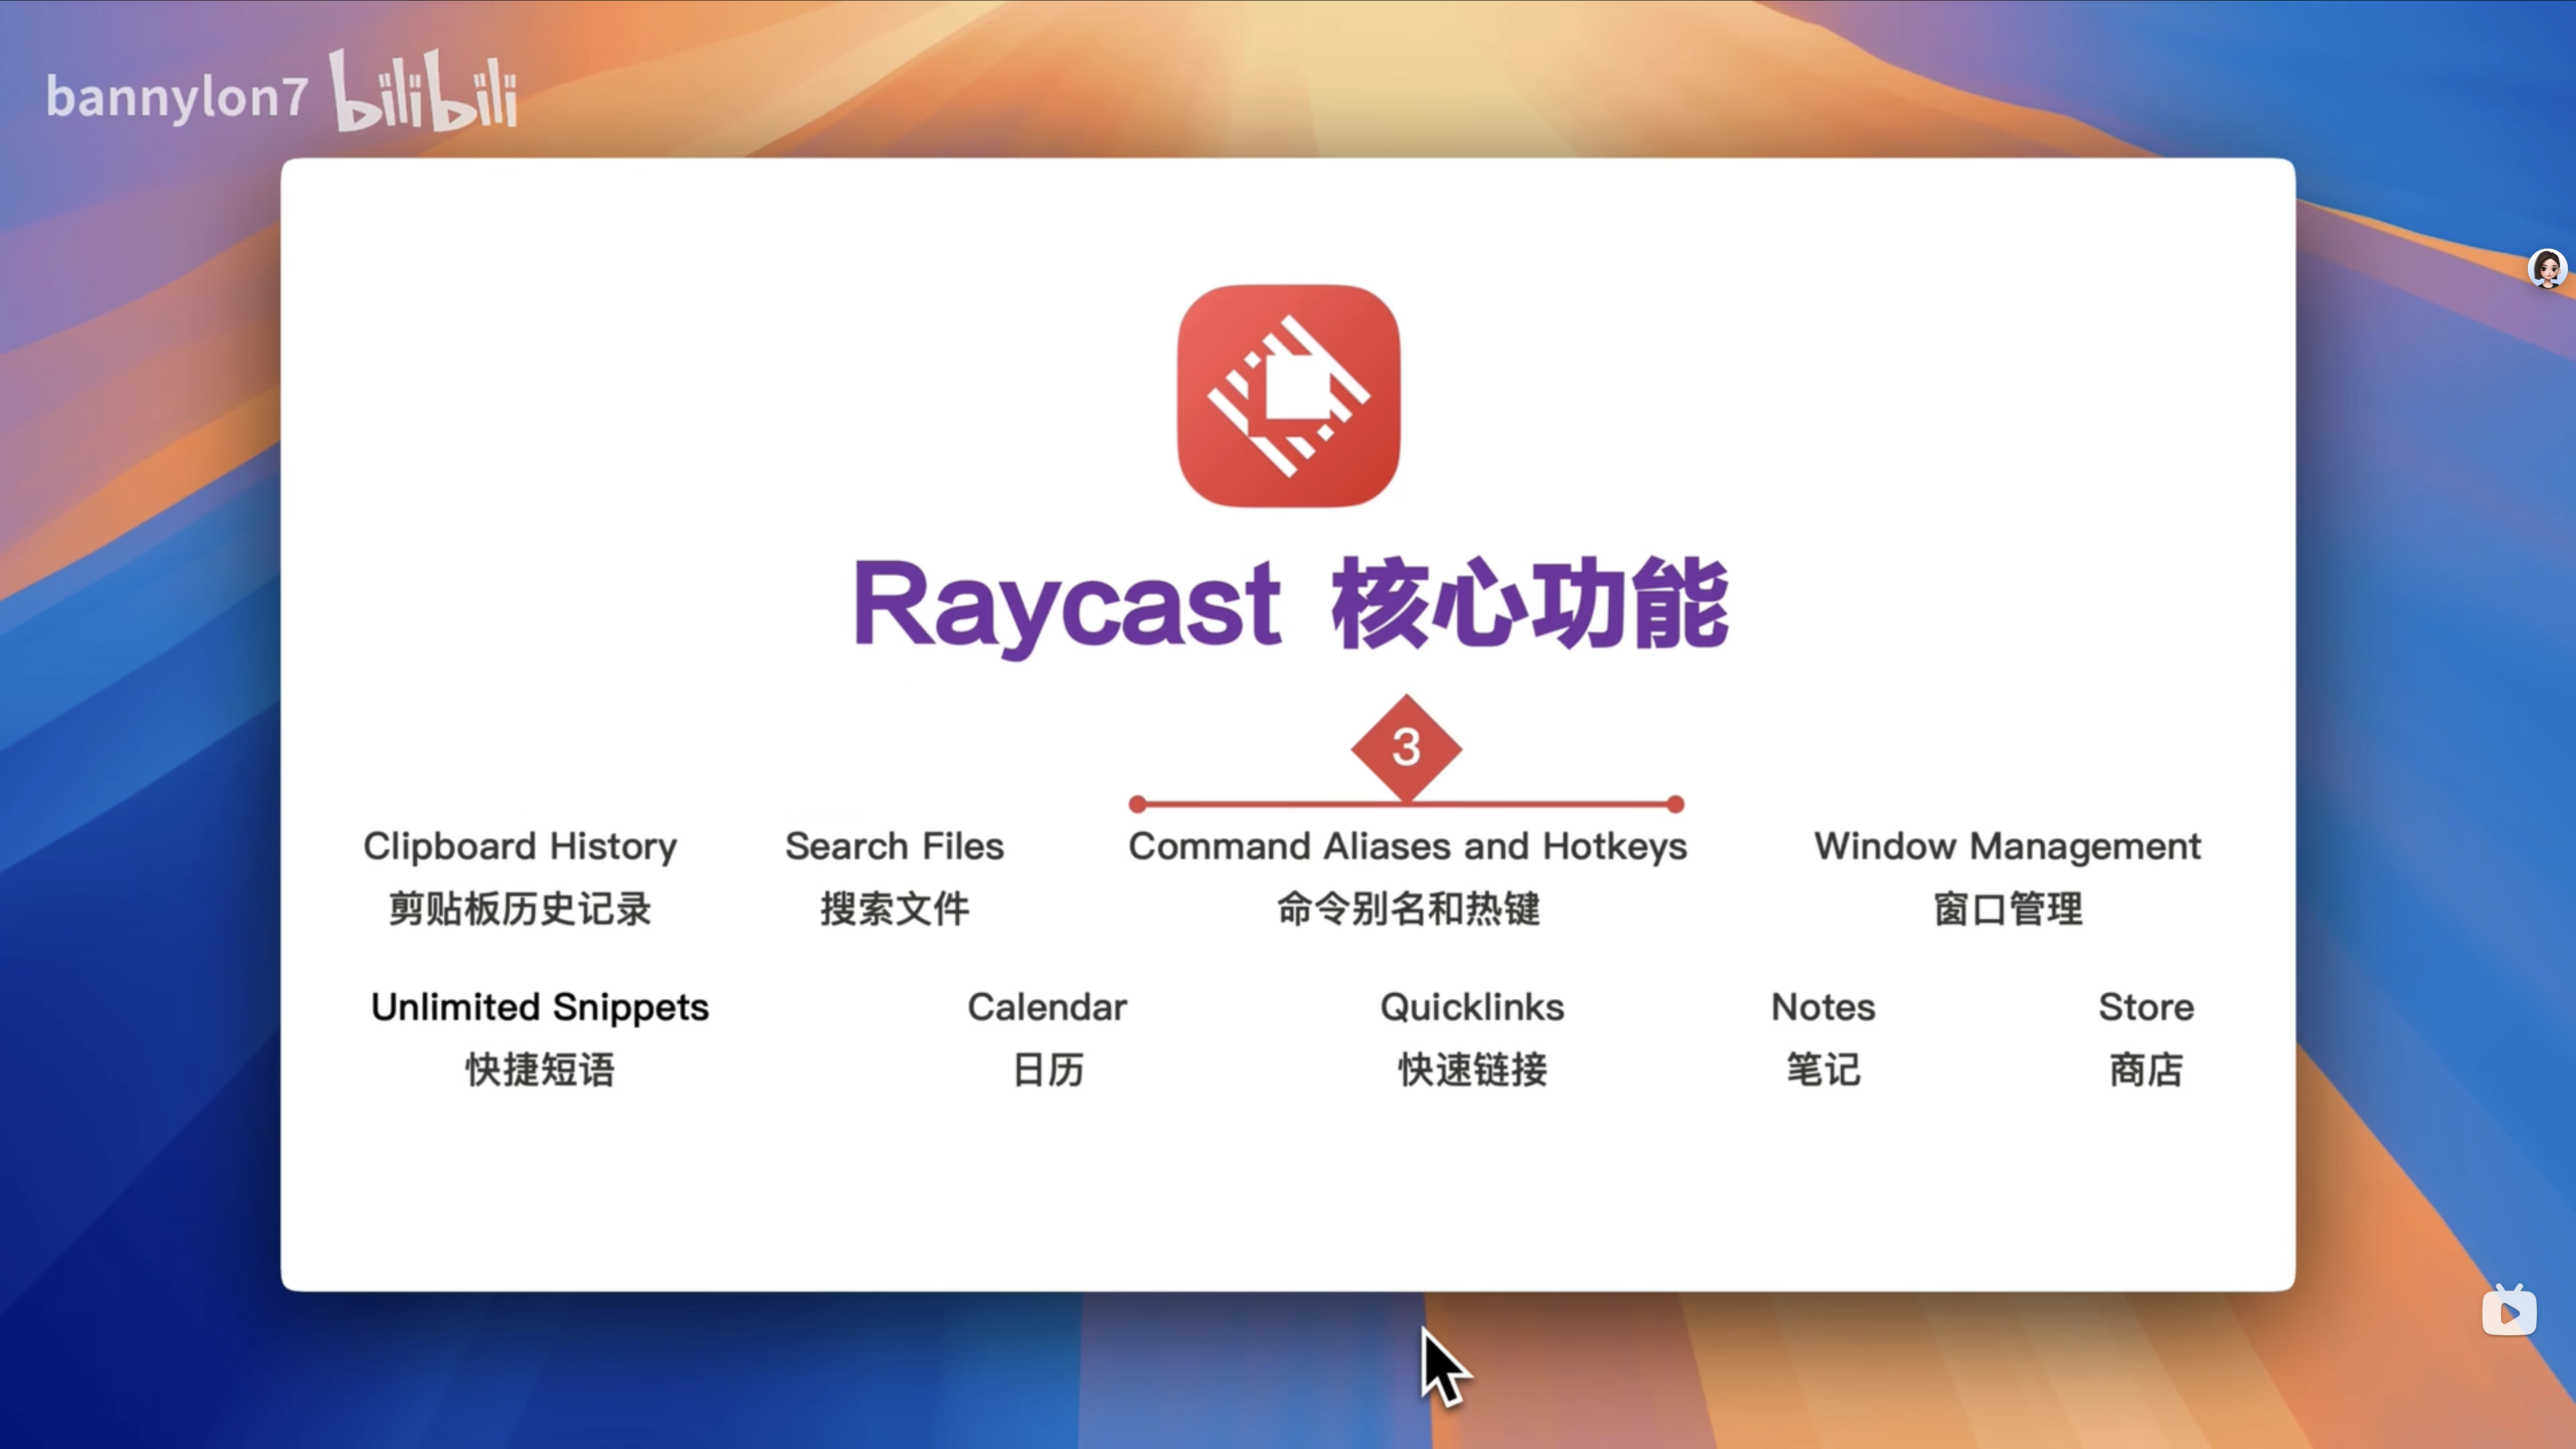 bannylon7 bilibili
Raycast 核心功能
3
Clipboard History
剪贴板历史记录
Search Files
搜索文件
Command Aliases and Hotkeys
命令别名和热键
Window Management
窗口管理
Unlimited Snippets
快捷短语
Calendar
日历
Quicklinks
快速链接
Notes
笔记
Store
商店